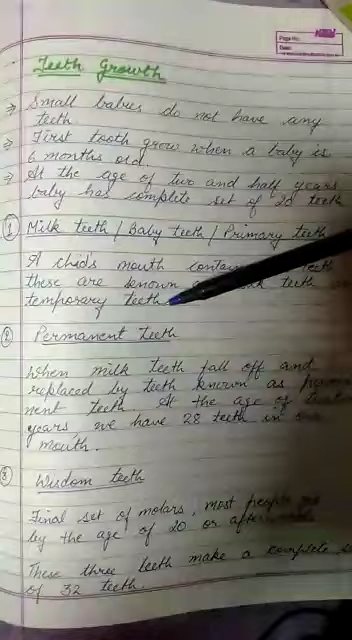 Page No.
Date:
Teeth Growth
→ Small babies do not have any
teeth
→ First tooth grow when a baby is
6 months old.
→ At the age of two and half years
baby has complete set of 20 teeth
① Milk teeth / Baby teeth / Primary teeth
A chid's mouth teeth
these are known teeth
temporary teeth
② Permanent teeth
When milk teeth fall off and
replaced by teeth known as
nent teeth. At the age of
years, we have 28 teeth in
mouth.
③ Wisdom teeth
Final set of molars, most people
by the age of 20 or
These three teeth make a complete
of 32 teeth.